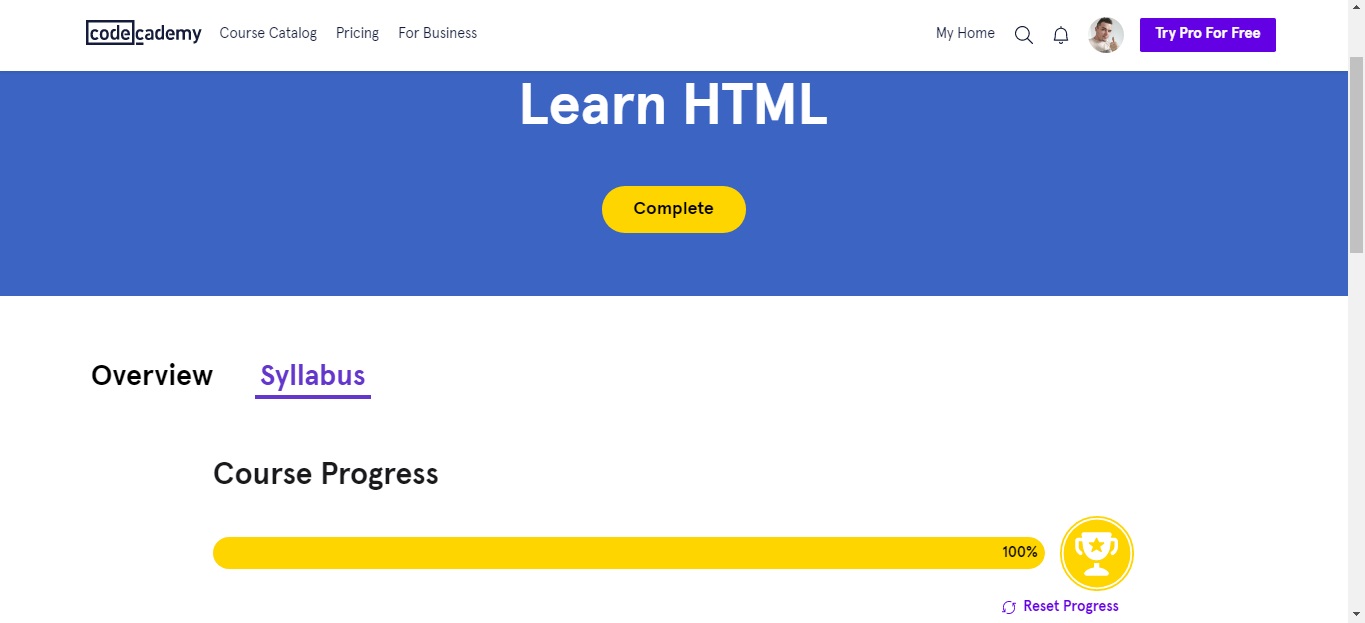 codecademy Course Catalog Pricing For Business My Home Try Pro For Free
Learn HTML
Complete
Overview Syllabus
Course Progress
100%
Reset Progress